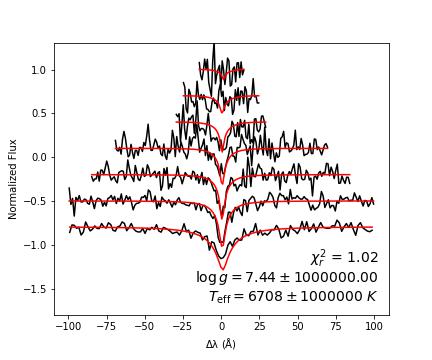 Normalized Flux
1.0
0.5
0.0
−0.5
−1.0
−1.5
χ²r = 1.02
log g = 7.44 ± 1000000.00
Teff = 6708 ± 1000000 K
−100 −75 −50 −25 0 25 50 75 100
Δλ (Å)